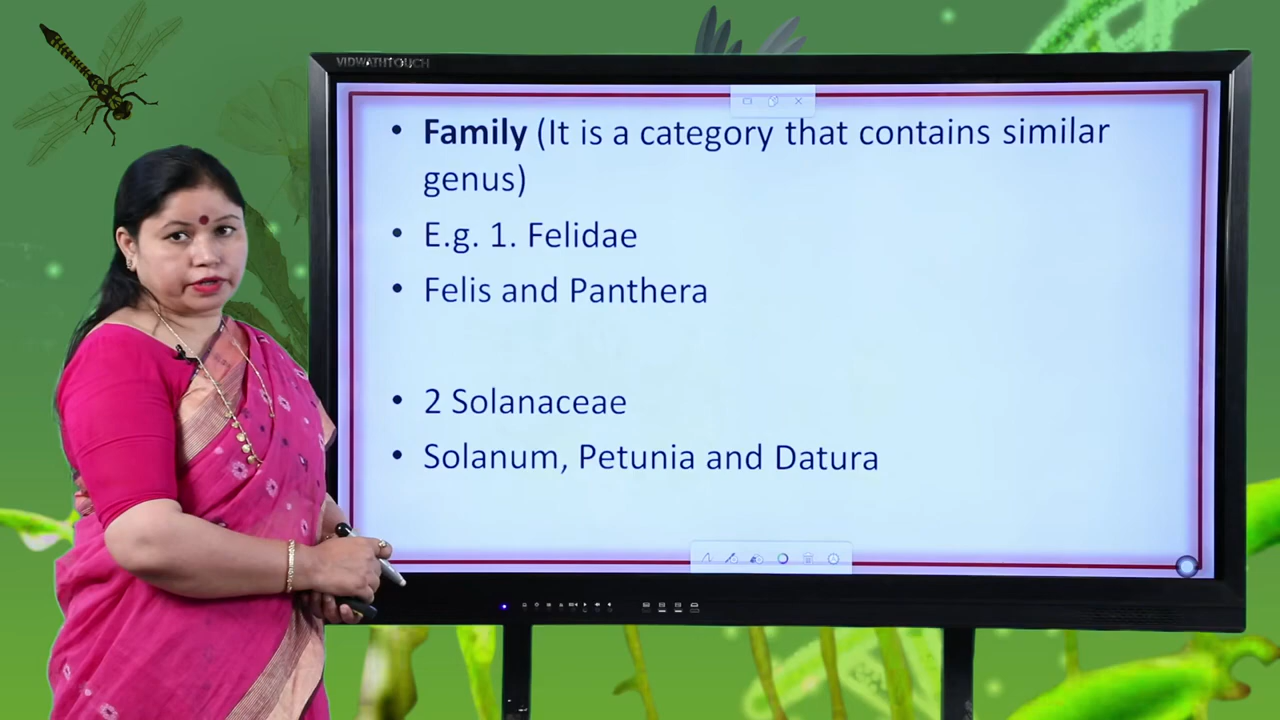 VIDWATHTOUCH
• Family (It is a category that contains similar
genus)
• E.g. 1. Felidae
• Felis and Panthera
• 2 Solanaceae
• Solanum, Petunia and Datura